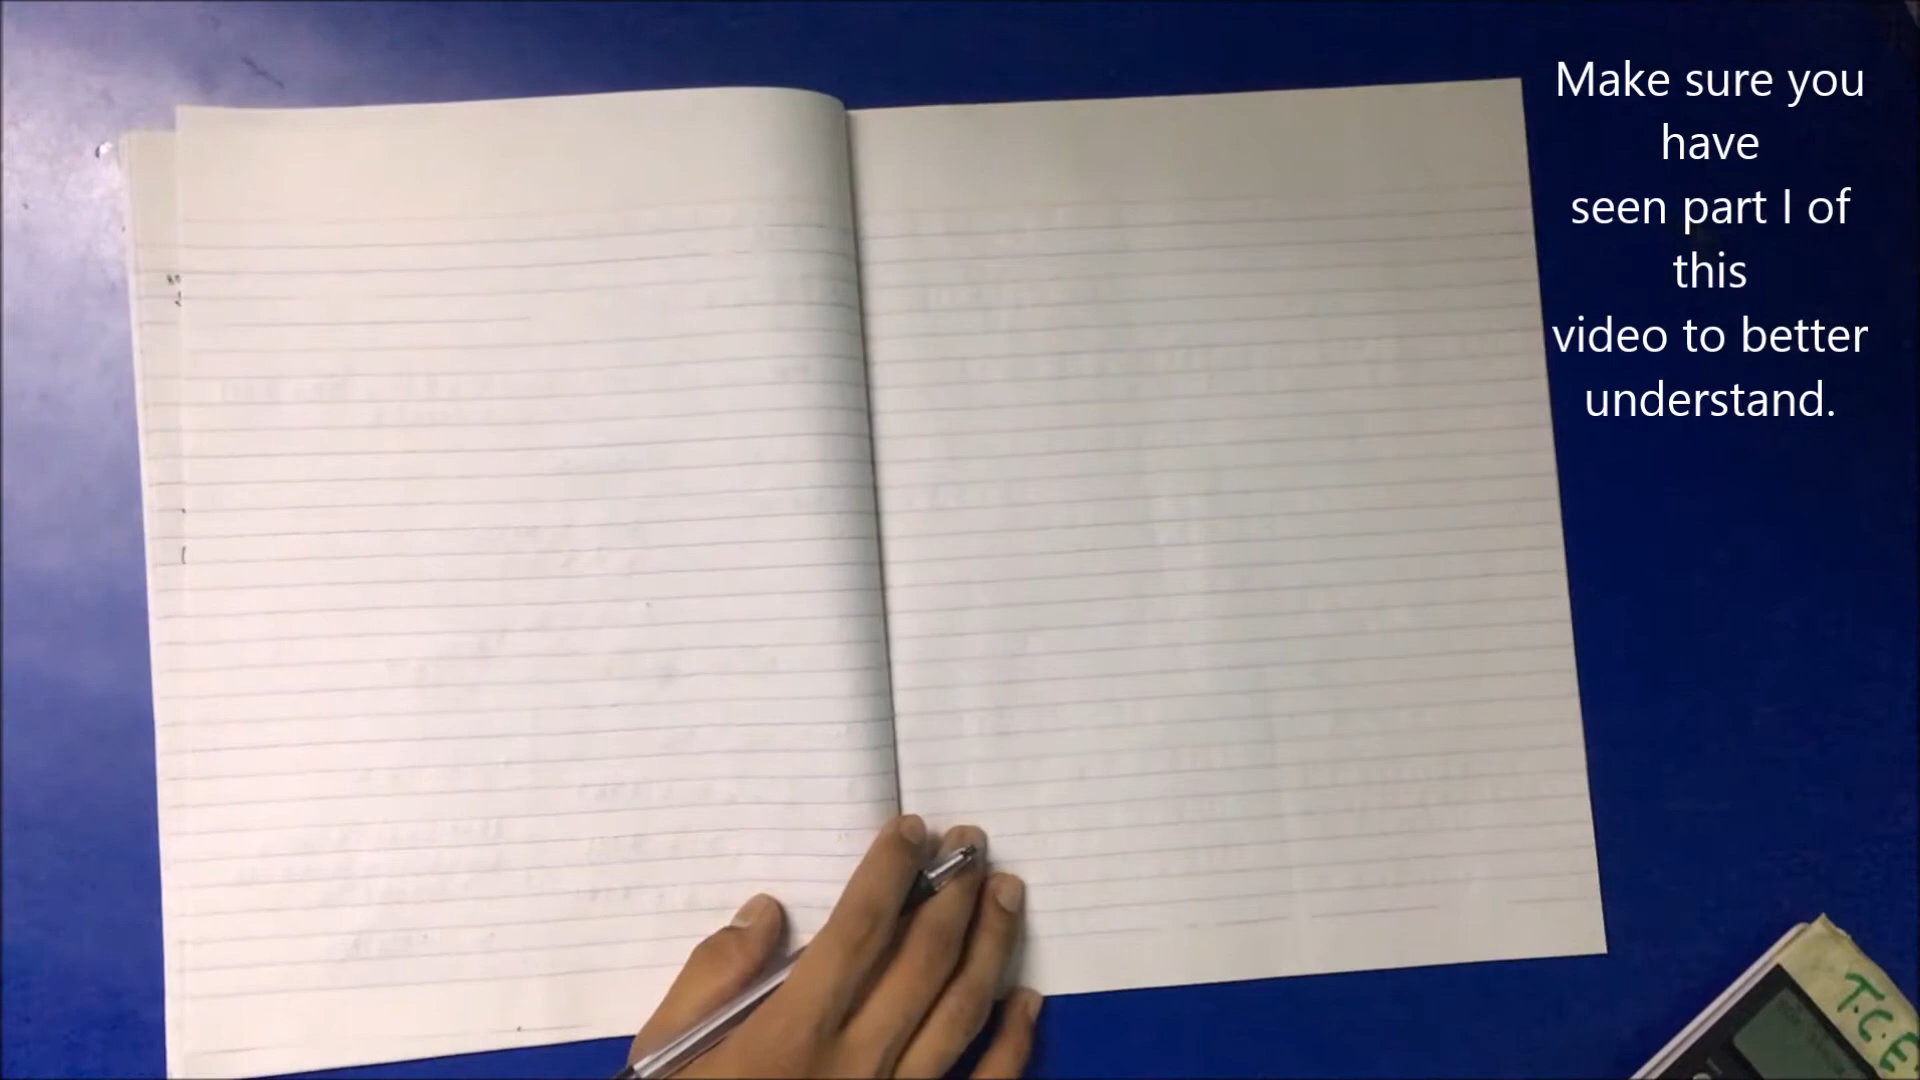 Make sure you
have
seen part I of
this
video to better
understand.
T.C.E